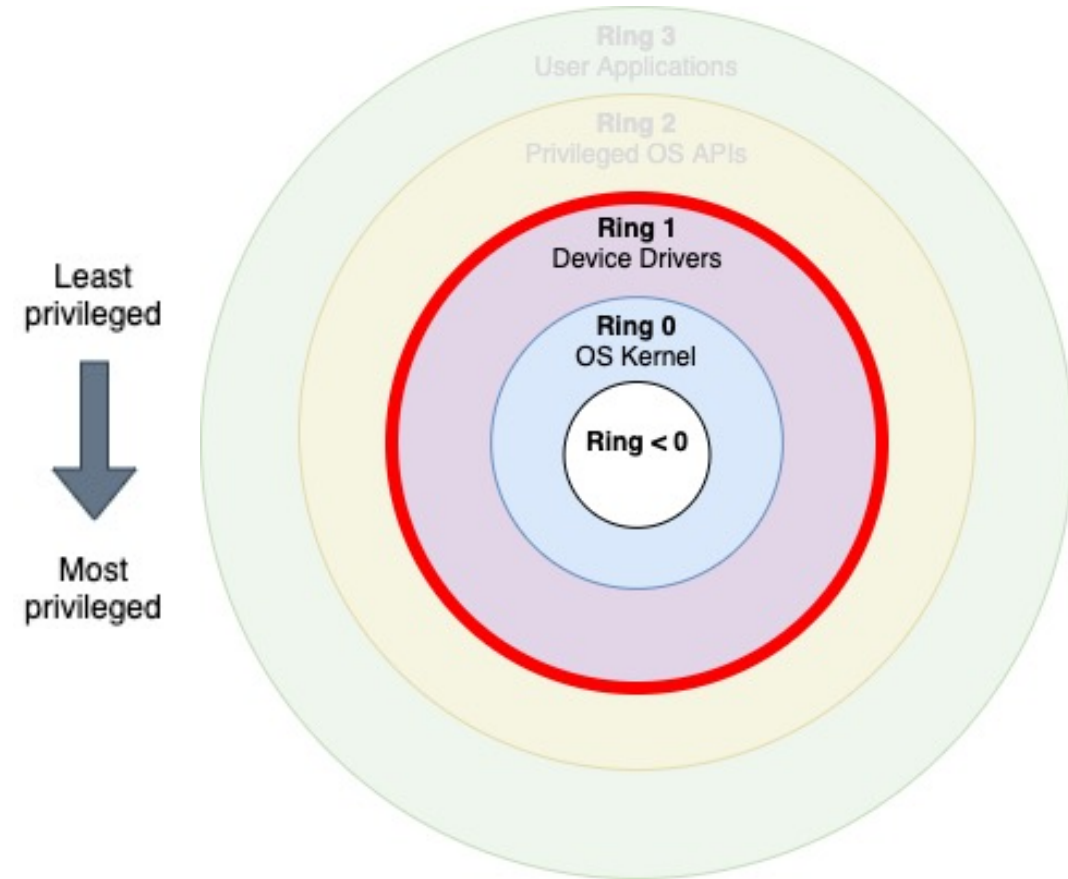 Ring 3
User Applications
Ring 2
Privileged OS APIs
Ring 1
Device Drivers
Ring 0
OS Kernel
Ring < 0
Least
privileged
Most
privileged